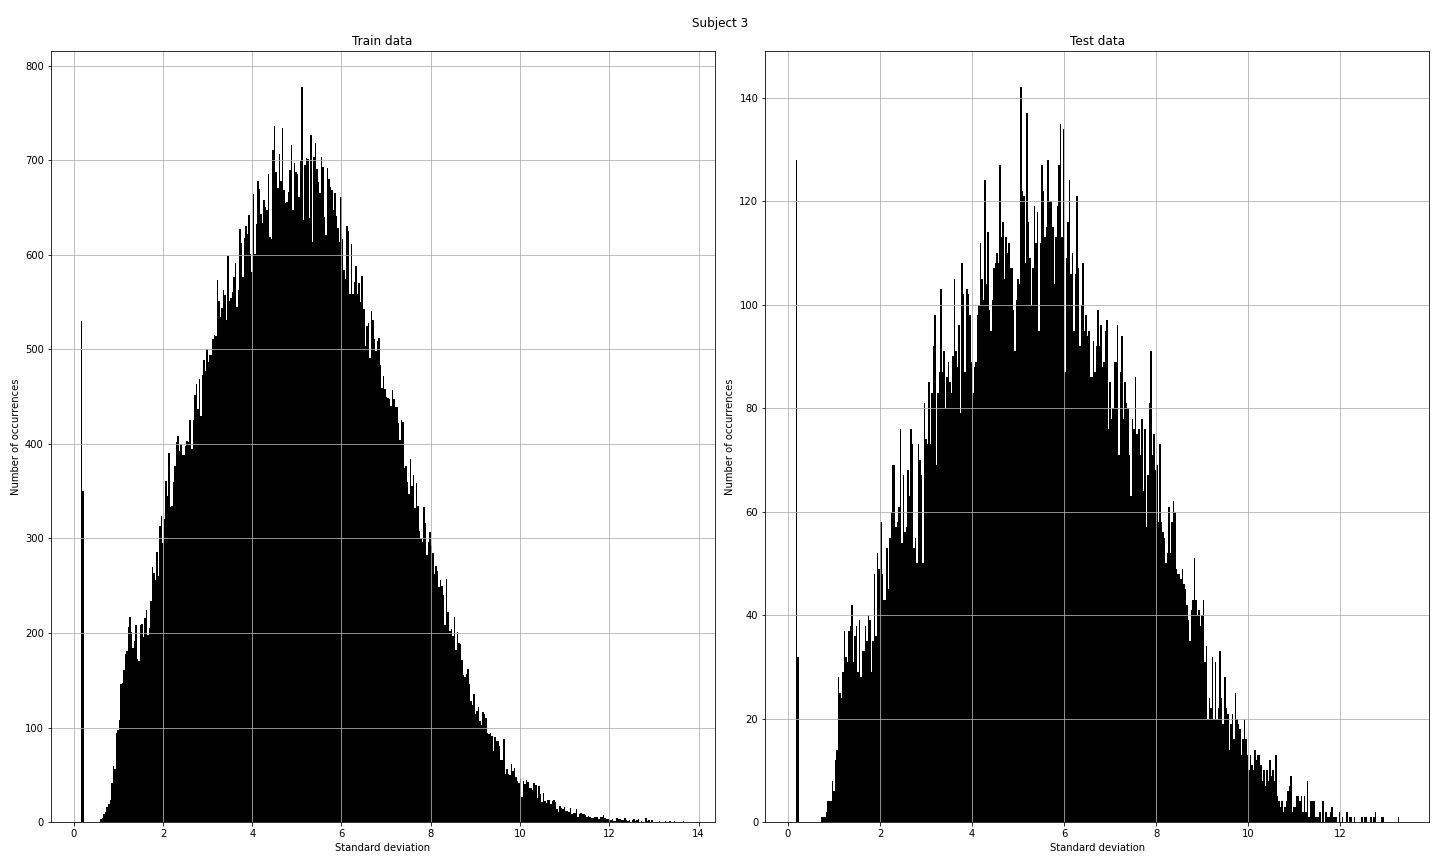 Subject 3
Train data
800
700
600
500
400
300
200
100
0
Number of occurrences
0 2 4 6 8 10 12 14
Standard deviation
Test data
140
120
100
80
60
40
20
0
Number of occurrences
0 2 4 6 8 10 12
Standard deviation